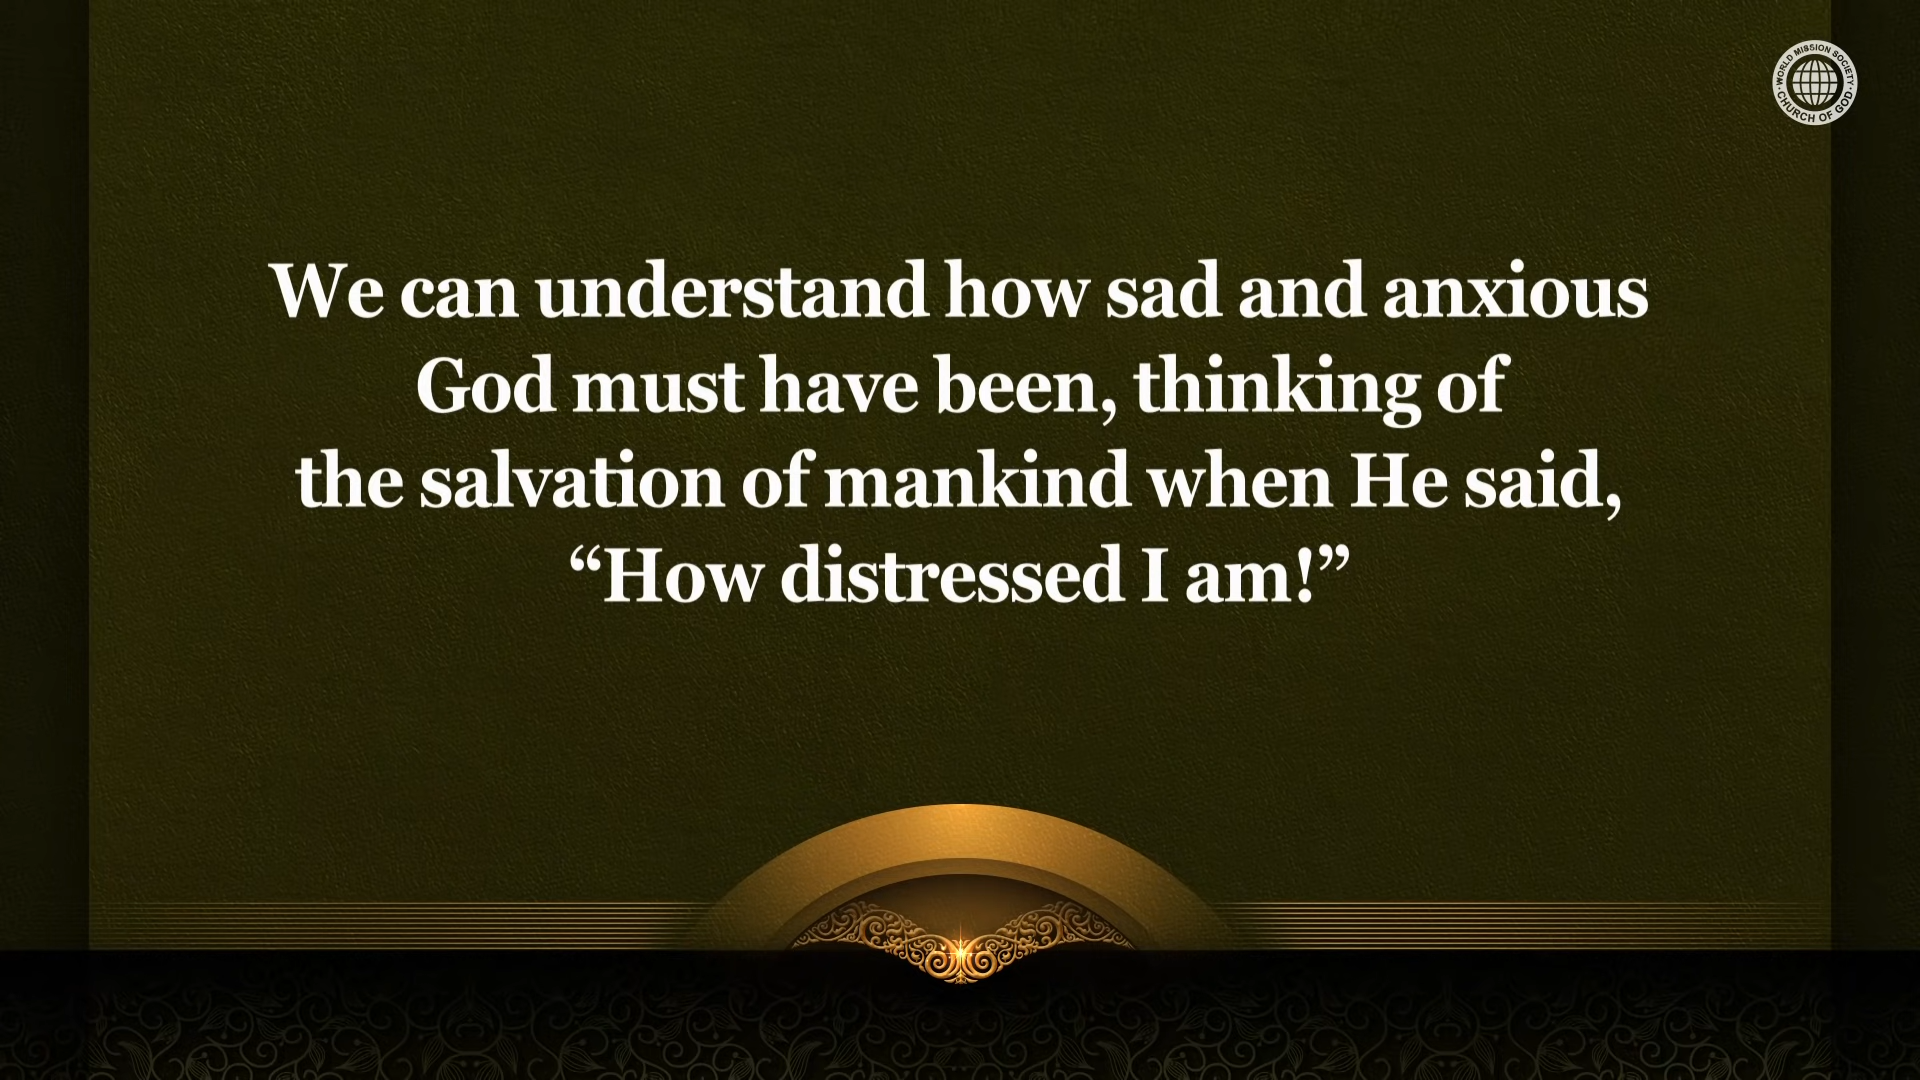 WORLD MISSION SOCIETY
CHURCH OF GOD
We can understand how sad and anxious
God must have been, thinking of
the salvation of mankind when He said,
“How distressed I am!”